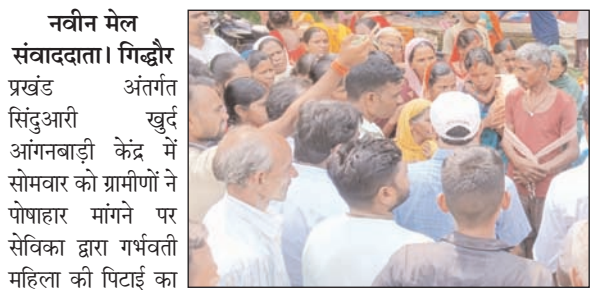 नवीन मेल
संवाददाता। गिद्धौर
प्रखंड अंतर्गत
सिंदुआरी खुर्द
आंगनबाड़ी केंद्र में
सोमवार को ग्रामीणों ने
पोषाहार मांगने पर
सेविका द्वारा गर्भवती
महिला की पिटाई का